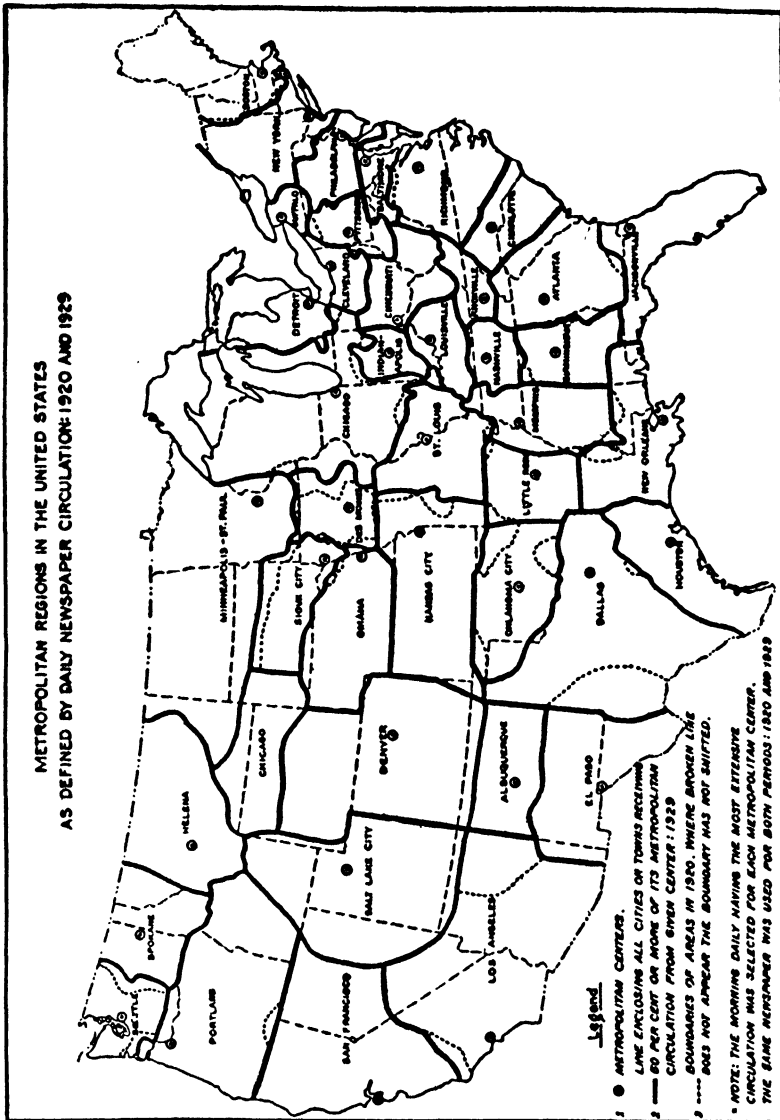 METROPOLITAN REGIONS IN THE UNITED STATES
AS DEFINED BY DAILY NEWSPAPER CIRCULATION: 1920 AND 1929
SEATTLE
SPOKANE
PORTLAND
HELENA
SAN FRANCISCO
SALT LAKE CITY
LOS ANGELES
CHICAGO
DENVER
ALBUQUERQUE
EL PASO
MINNEAPOLIS - ST. PAUL
SIOUX CITY
OMAHA
DES MOINES
KANSAS CITY
OKLAHOMA CITY
DALLAS
HOUSTON
CHICAGO
ST. LOUIS
LITTLE ROCK
MEMPHIS
NEW ORLEANS
DETROIT
INDIAN-
APOLIS
CINCINNATI
LOUISVILLE
NASHVILLE
ATLANTA
JACKSONVILLE
CLEVELAND
BUFFALO
NEW YORK
BOSTON
PHILADELPHIA
BALTIMORE
RICHMOND
CHARLOTTE
Legend
METROPOLITAN CENTERS.
LINE ENCLOSING ALL CITIES OR TOWNS RECEIVING
50 PER CENT OR MORE OF ITS METROPOLITAN
CIRCULATION FROM GIVEN CENTER: 1929
BOUNDARIES OF AREAS IN 1920. WHERE BROKEN LINE
DOES NOT APPEAR THE BOUNDARY HAS NOT SHIFTED.
NOTE: THE MORNING DAILY HAVING THE MOST EXTENSIVE
CIRCULATION WAS SELECTED FOR EACH METROPOLITAN CENTER.
THE SAME NEWSPAPER WAS USED FOR BOTH PERIODS: 1920 AND 1929